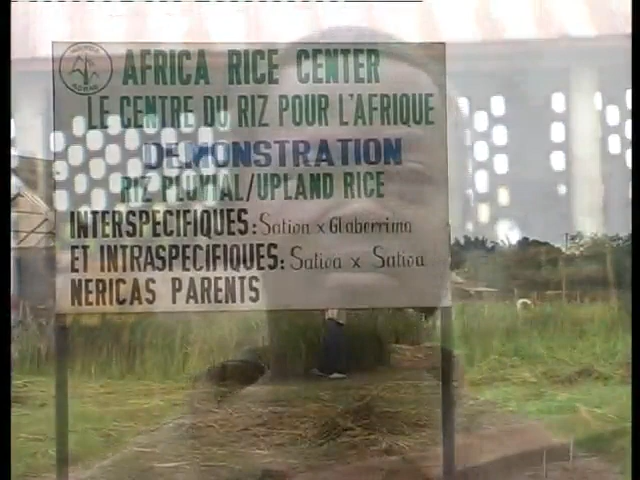 AFRICA RICE CENTER
LE CENTRE DU RIZ POUR L'AFRIQUE
DEMONSTRATION
RIZ PLUVIAL/UPLAND RICE
INTERSPECIFIQUES: Sativa x Glaberrima
ET INTRASPECIFIQUES: Sativa x Sativa
NERICAS PARENTS